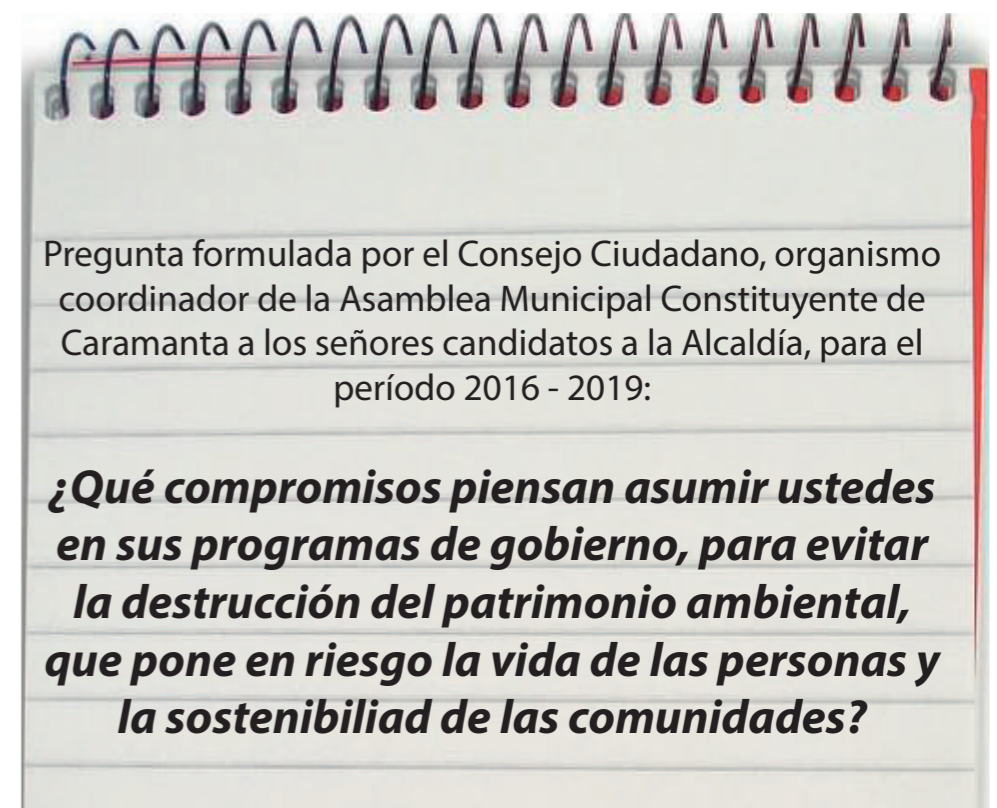 Pregunta formulada por el Consejo Ciudadano, organismo
coordinador de la Asamblea Municipal Constituyente de
Caramanta a los señores candidatos a la Alcaldía, para el
período 2016 - 2019:
¿Qué compromisos piensan asumir ustedes
en sus programas de gobierno, para evitar
la destrucción del patrimonio ambiental,
que pone en riesgo la vida de las personas y
la sostenibiliad de las comunidades?